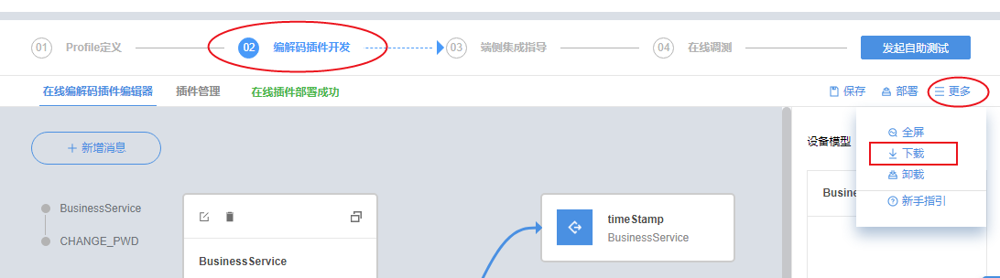 01 Profile定义 02 编解码插件开发 03 端侧集成指导 04 在线调测 发起自助测试
在线编解码插件编辑器 插件管理 在线插件部署成功 保存 部署 更多
+ 新增消息
设备模型
全屏
下载
卸载
新手指引
BusinessService
CHANGE_PWD
BusinessService
timeStamp
BusinessService